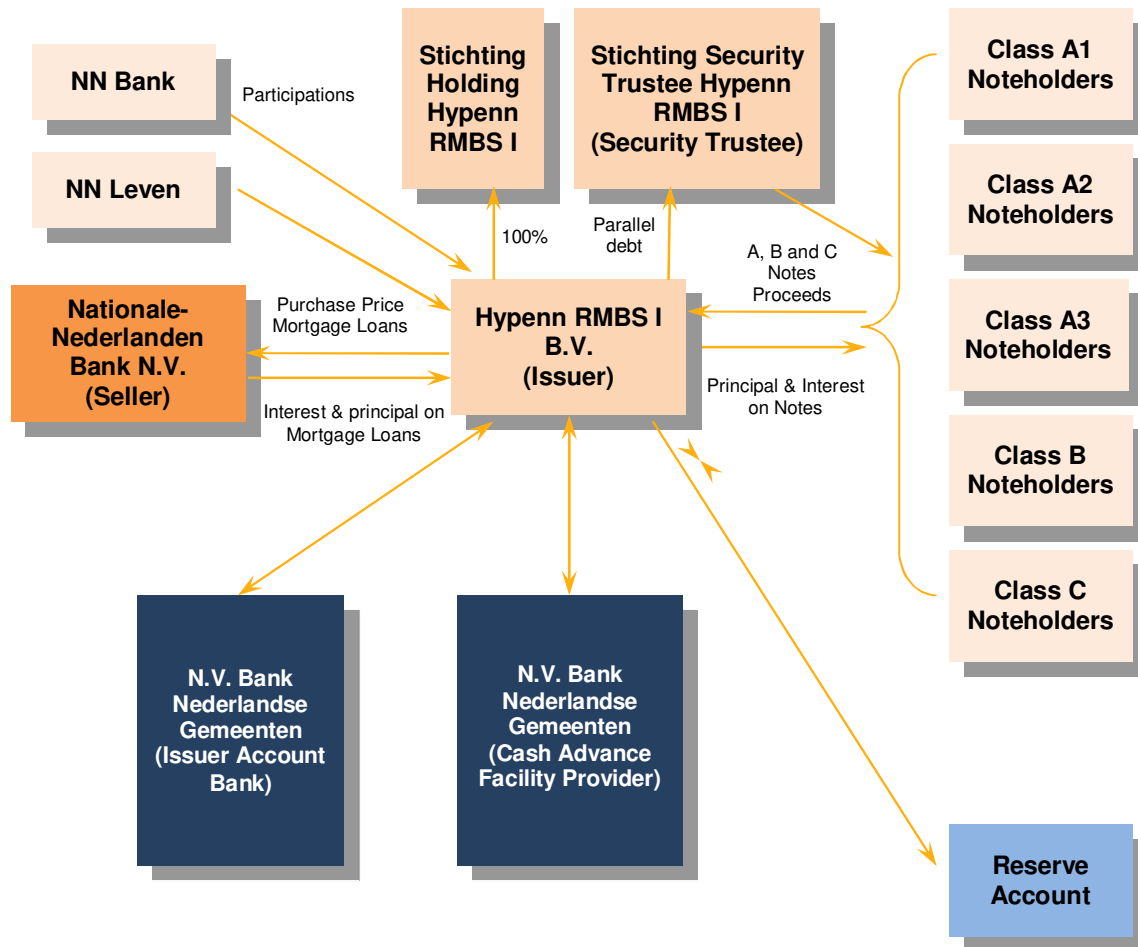 NN Bank
Participations
NN Leven
Stichting
Holding
Hypenn
RMBS I
Stichting Security
Trustee Hypenn
RMBS I
(Security Trustee)
100%
Parallel
debt
A, B and C
Notes
Proceeds
Nationale-
Nederlanden
Bank N.V.
(Seller)
Purchase Price
Mortgage Loans
Interest & principal on
Mortgage Loans
Hypenn RMBS I
B.V.
(Issuer)
Principal & Interest
on Notes
Class A1
Noteholders
Class A2
Noteholders
Class A3
Noteholders
Class B
Noteholders
Class C
Noteholders
N.V. Bank
Nederlandse
Gemeenten
(Issuer Account
Bank)
N.V. Bank
Nederlandse
Gemeenten
(Cash Advance
Facility Provider)
Reserve
Account